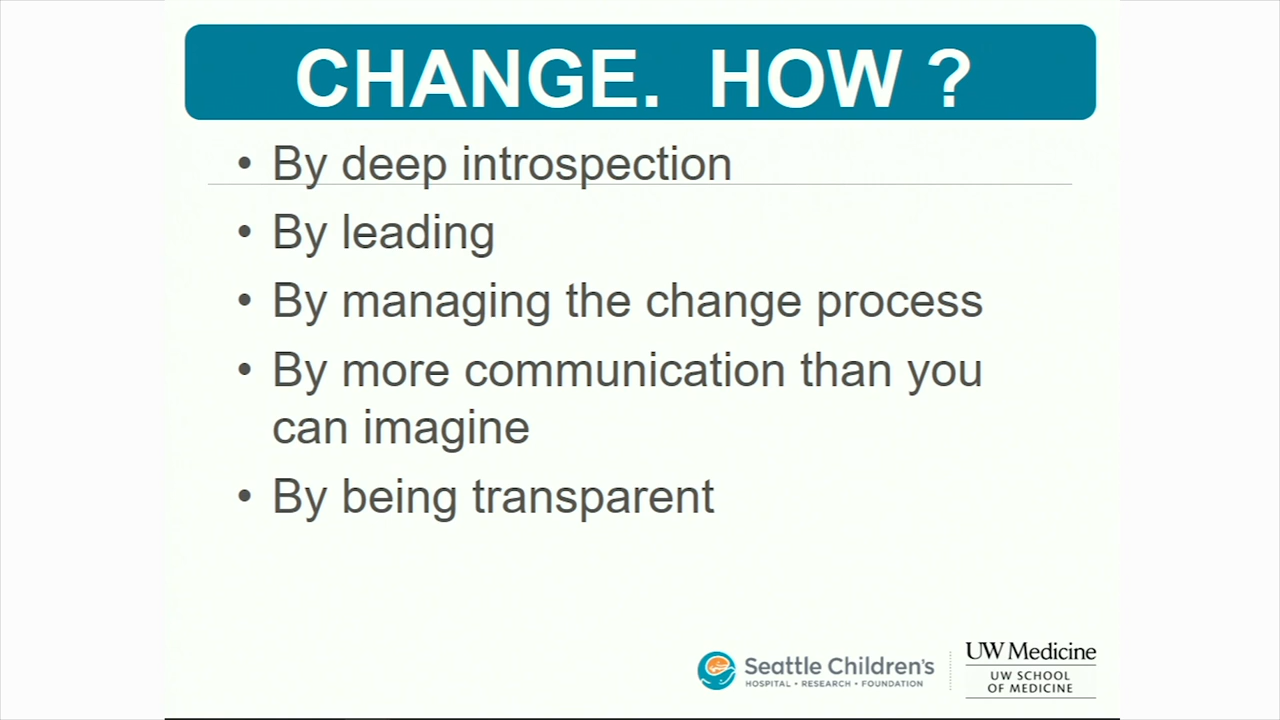 CHANGE. HOW ?
• By deep introspection
• By leading
• By managing the change process
• By more communication than you
can imagine
• By being transparent
Seattle Children's
HOSPITAL • RESEARCH • FOUNDATION
UW Medicine
UW SCHOOL
OF MEDICINE